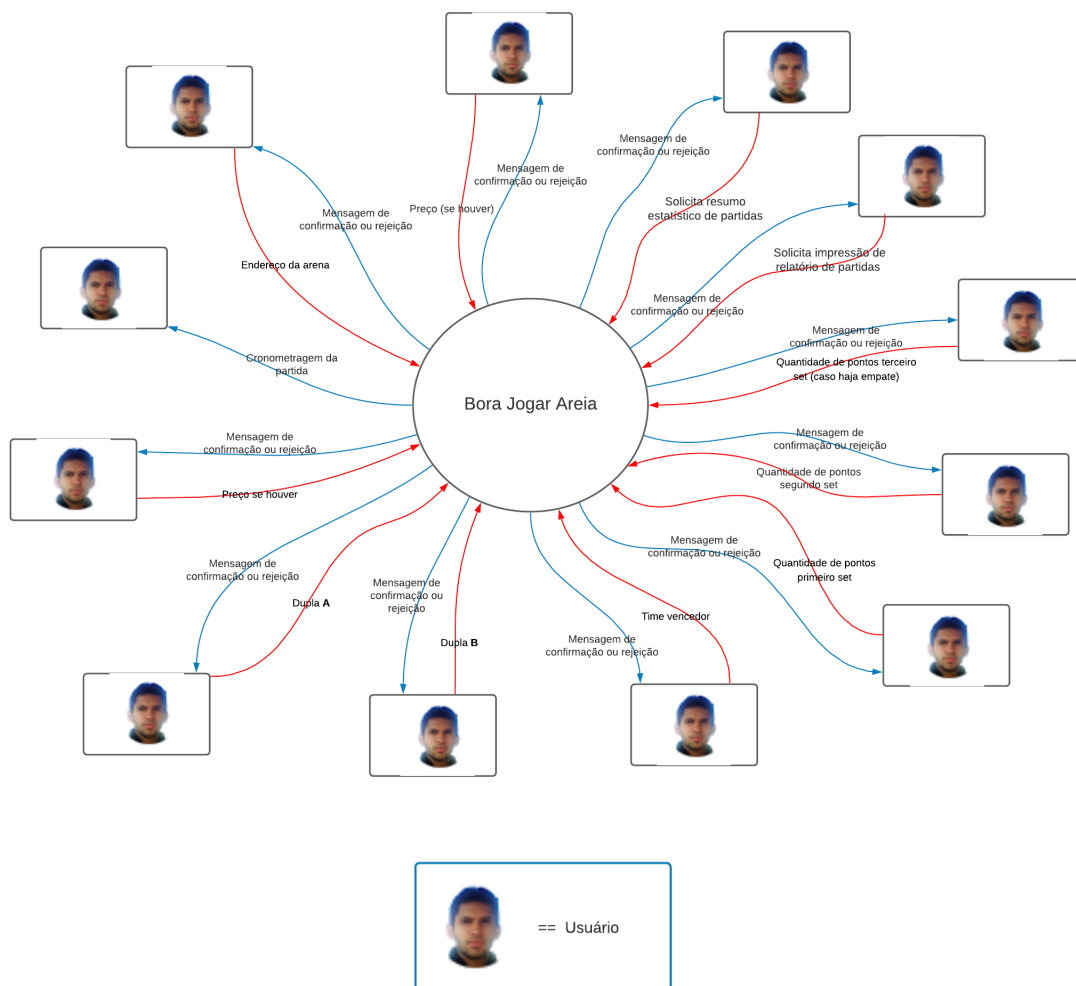 Mensagem de
confirmação ou rejeição
Mensagem de
confirmação ou rejeição
Preço (se houver)
Solicita resumo
estatístico de partidas
Mensagem de
confirmação ou rejeição
Endereço da arena
Solicita impressão de
relatório de partidas
Mensagem de
confirmação ou rejeição
Mensagem de
confirmação ou rejeição
Cronometragem da
partida
Quantidade de pontos terceiro
set (caso haja empate)
Bora Jogar Areia
Mensagem de
confirmação ou rejeição
Mensagem de
confirmação ou rejeição
Preço se houver
Quantidade de pontos
segundo set
Mensagem de
confirmação ou rejeição
Mensagem de
confirmação ou rejeição
Quantidade de pontos
primeiro set
Mensagem de
confirmação ou
rejeição
Dupla A
Time vencedor
Dupla B
Mensagem de
confirmação ou rejeição
== Usuário